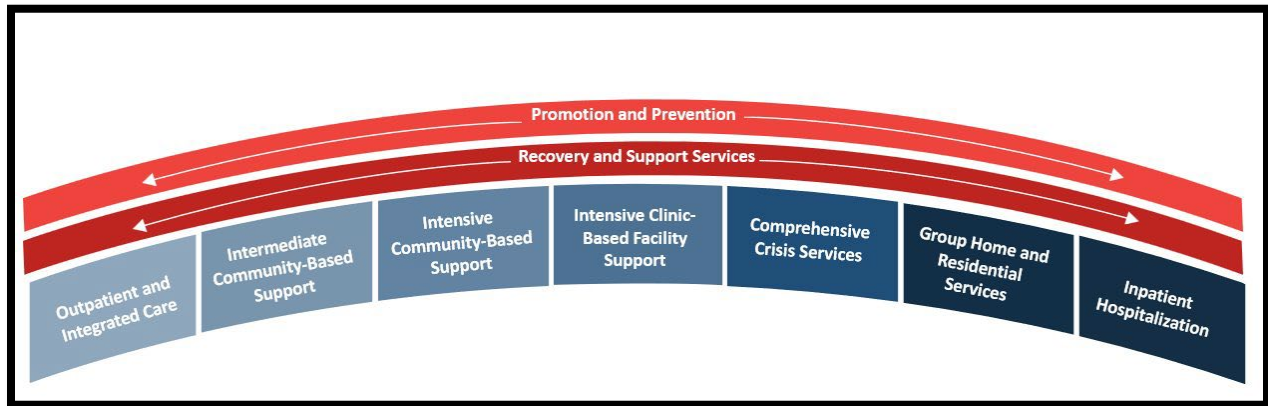 Promotion and Prevention
Recovery and Support Services
Outpatient and
Integrated Care
Intermediate
Community-Based
Support
Intensive
Community-Based
Support
Intensive Clinic-
Based Facility
Support
Comprehensive
Crisis Services
Group Home and
Residential
Services
Inpatient
Hospitalization